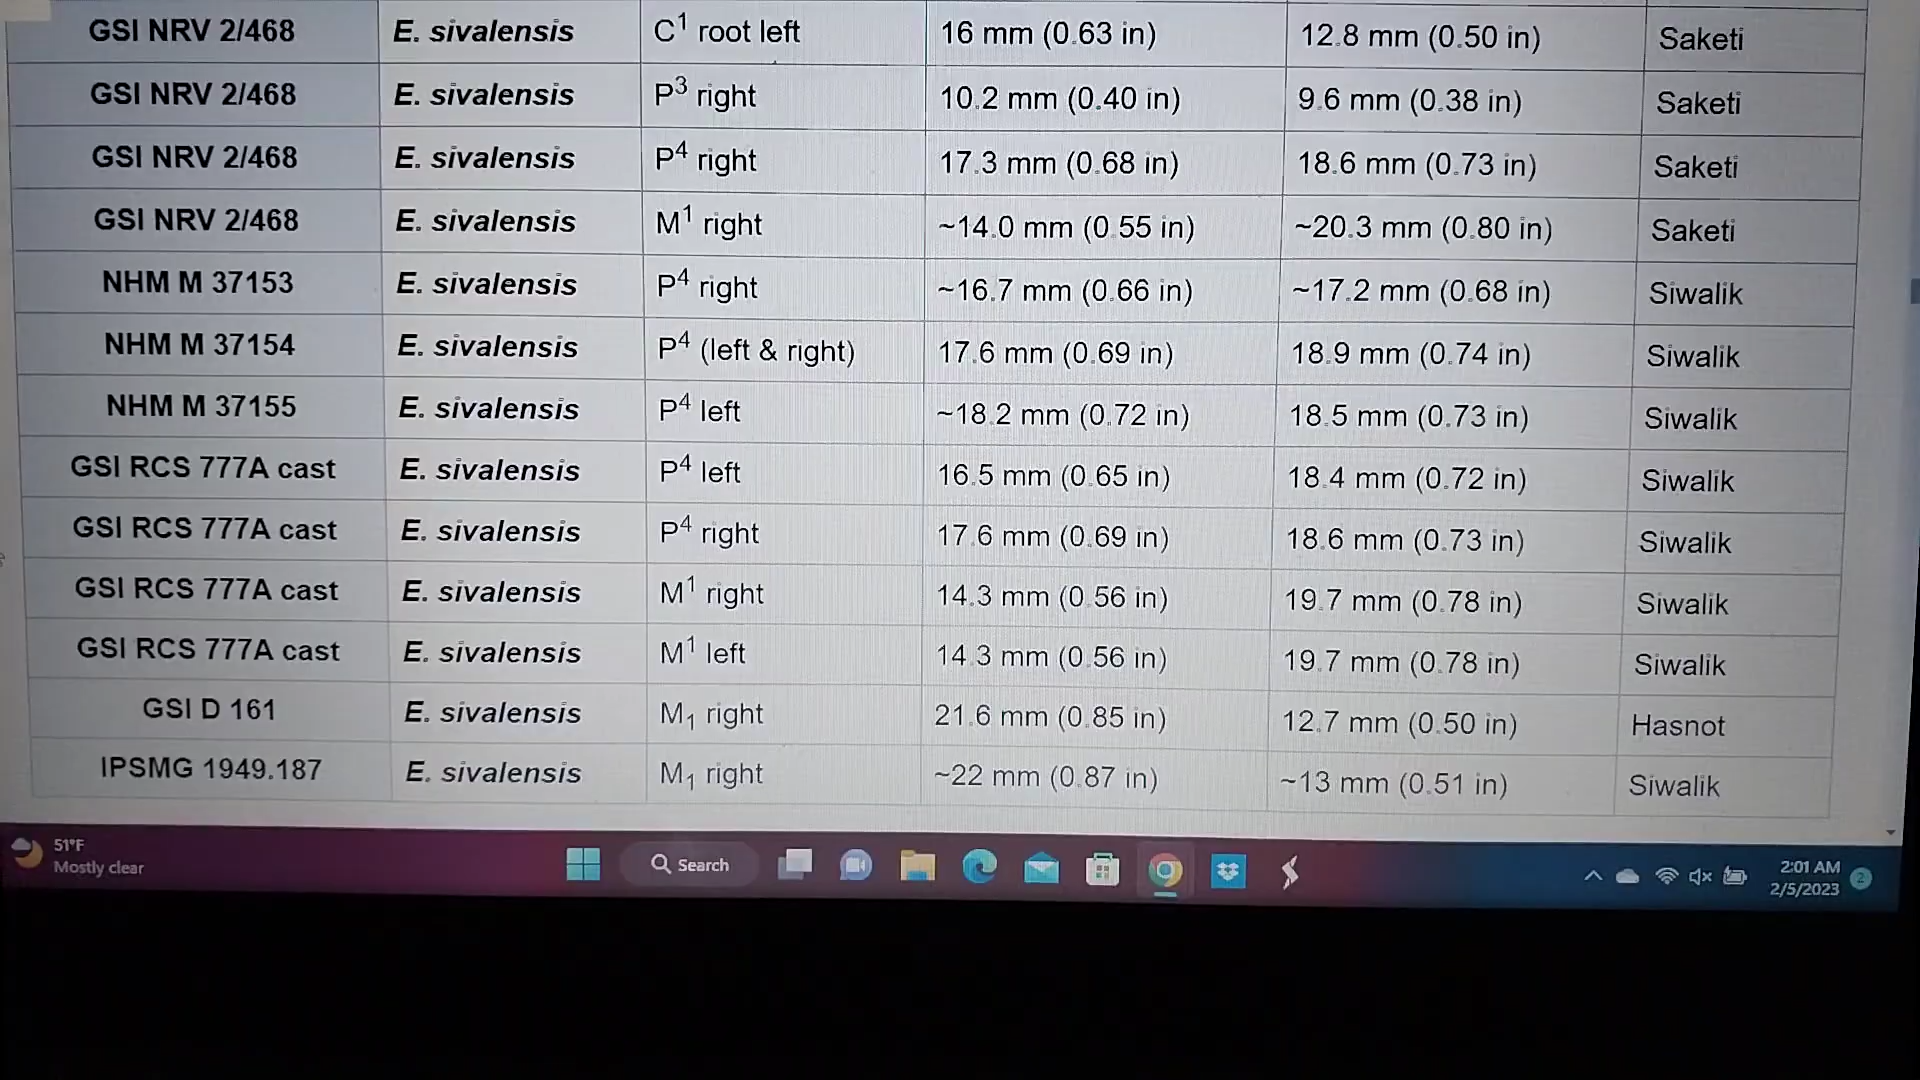 GSI NRV 2/468 E. sivalensis C¹ root left 16 mm (0.63 in) 12.8 mm (0.50 in) Saketi
GSI NRV 2/468 E. sivalensis P³ right 10.2 mm (0.40 in) 9.6 mm (0.38 in) Saketi
GSI NRV 2/468 E. sivalensis P⁴ right 17.3 mm (0.68 in) 18.6 mm (0.73 in) Saketi
GSI NRV 2/468 E. sivalensis M¹ right ~14.0 mm (0.55 in) ~20.3 mm (0.80 in) Saketi
NHM M 37153 E. sivalensis P⁴ right ~16.7 mm (0.66 in) ~17.2 mm (0.68 in) Siwalik
NHM M 37154 E. sivalensis P⁴ (left & right) 17.6 mm (0.69 in) 18.9 mm (0.74 in) Siwalik
NHM M 37155 E. sivalensis P⁴ left ~18.2 mm (0.72 in) 18.5 mm (0.73 in) Siwalik
GSI RCS 777A cast E. sivalensis P⁴ left 16.5 mm (0.65 in) 18.4 mm (0.72 in) Siwalik
GSI RCS 777A cast E. sivalensis P⁴ right 17.6 mm (0.69 in) 18.6 mm (0.73 in) Siwalik
GSI RCS 777A cast E. sivalensis M¹ right 14.3 mm (0.56 in) 19.7 mm (0.78 in) Siwalik
GSI RCS 777A cast E. sivalensis M¹ left 14.3 mm (0.56 in) 19.7 mm (0.78 in) Siwalik
GSI D 161 E. sivalensis M₁ right 21.6 mm (0.85 in) 12.7 mm (0.50 in) Hasnot
IPSMG 1949.187 E. sivalensis M₁ right ~22 mm (0.87 in) ~13 mm (0.51 in) Siwalik
51°F
Mostly clear
Search
2:01 AM
2/5/2023
2